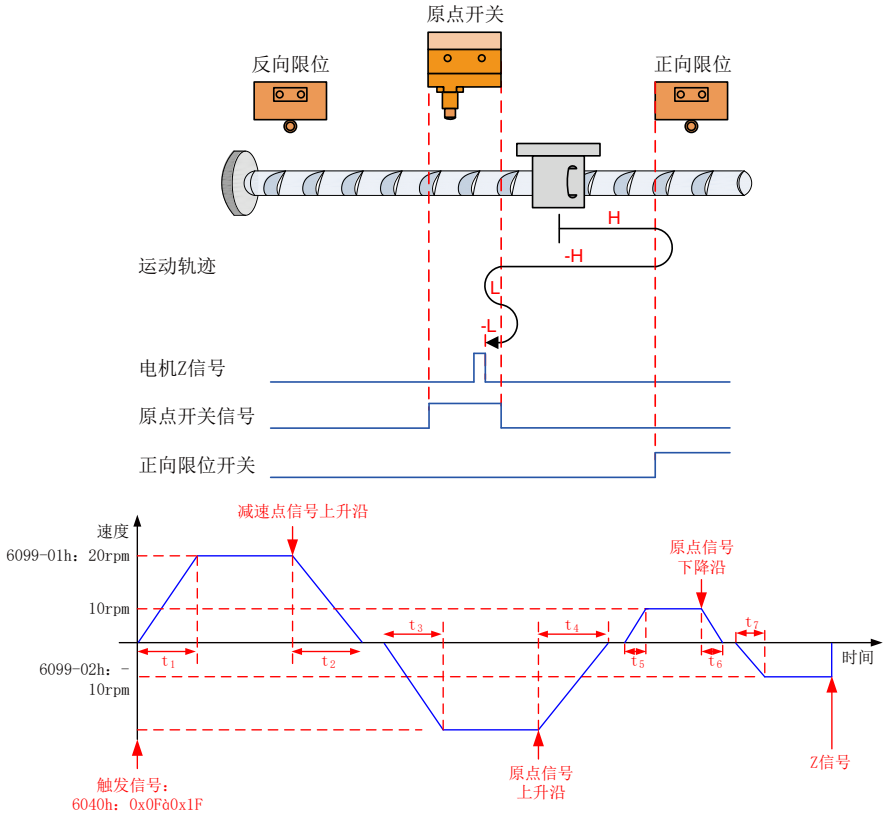 原点开关
反向限位
正向限位
H
-H
运动轨迹
L
-L
电机Z信号
原点开关信号
正向限位开关
减速点信号上升沿
速度
6099-01h: 20rpm
原点信号
下降沿
10rpm
t3
t4
t7
t1
t2
t5
t6
时间
6099-02h: -
10rpm
原点信号
上升沿
Z信号
触发信号:
6040h: 0x0Fà0x1F